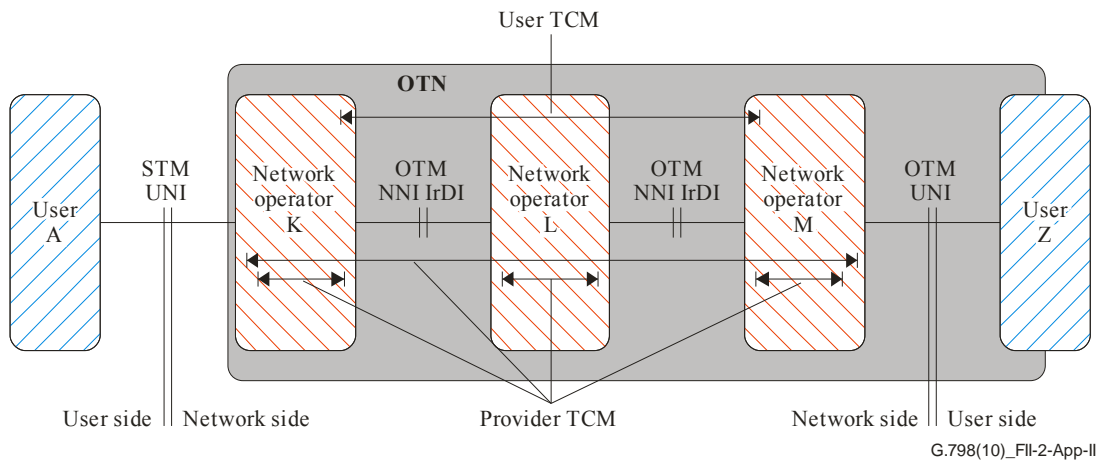 User TCM
OTN
STM
UNI
OTM
NNI IrDI
OTM
NNI IrDI
OTM
UNI
User
A
Network
operator
K
Network
operator
L
Network
operator
M
User
Z
User side
Network side
Provider TCM
Network side
User side
G.798(10)_FII-2-App-II